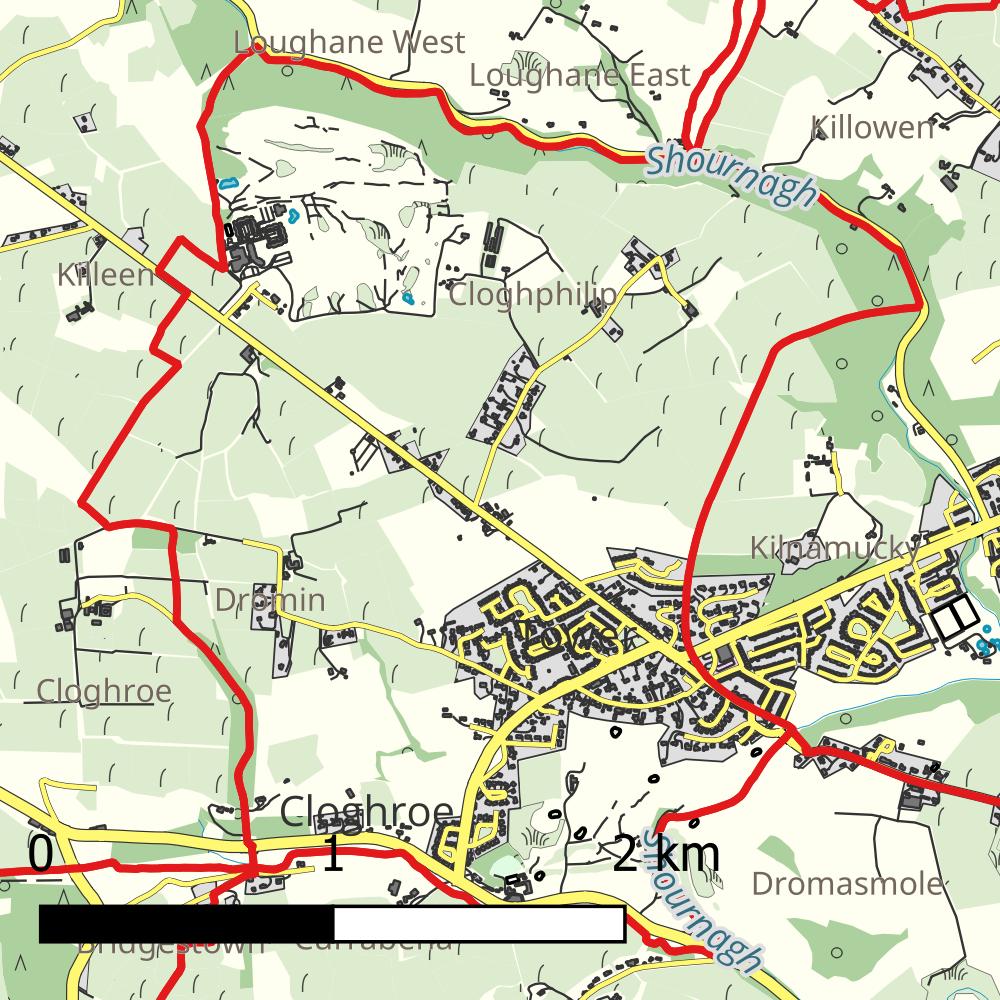 Loughane West
Loughane East
Killowen
Shournagh
Killeen
Cloghphilip
Kilnamucky
Dromin
Tower
Cloghroe
Cloghroe
0 1 2 km
Shournagh
Dromasmole
Bridgestown
Currabeha